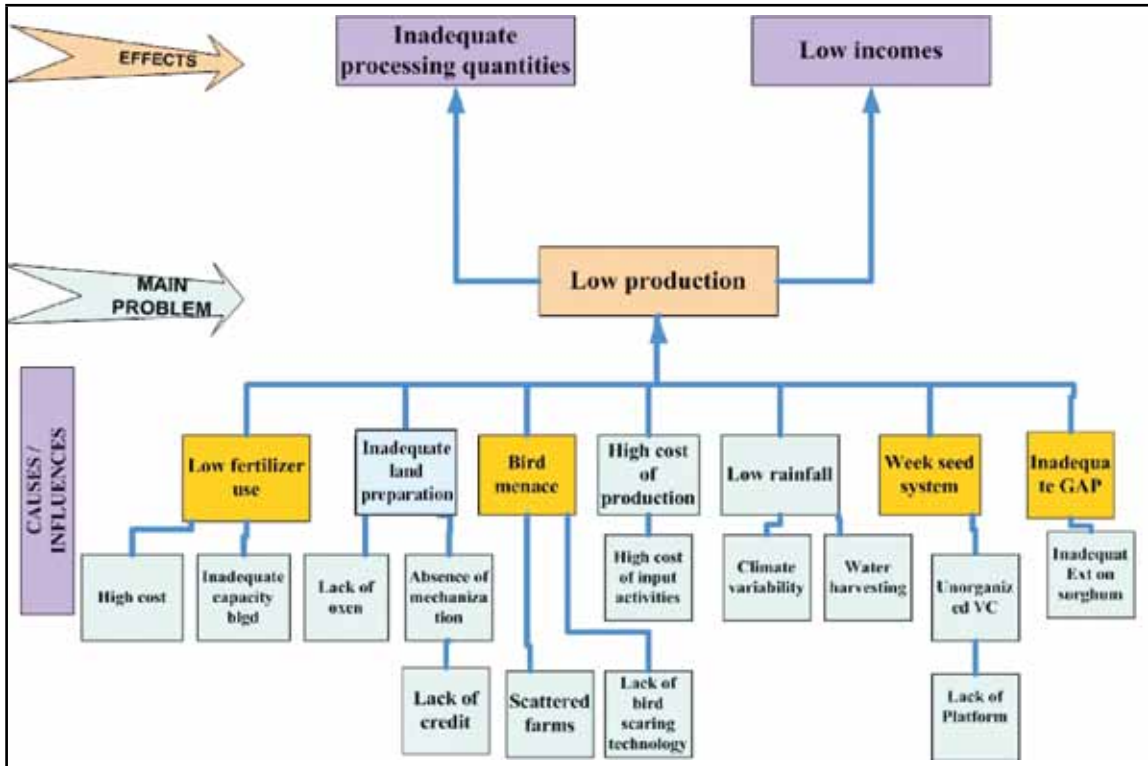 EFFECTS
Inadequate
processing quantities
Low incomes
MAIN
PROBLEM
Low production
CAUSES /
INFLUENCES
Low fertilizer
use
Inadequate
land
preparation
Bird
menace
High cost
of
production
Low rainfall
Week seed
system
Inadequa
te GAP
High cost
Inadequate
capacity
blgd
Lack of
oxen
Absence of
mechaniza
tion
High cost
of input
activities
Climate
variability
Water
harvesting
Unorganiz
ed VC
Inadequat
Ext on
sorghum
Lack of
credit
Scattered
farms
Lack of
bird
scaring
technology
Lack of
Platform